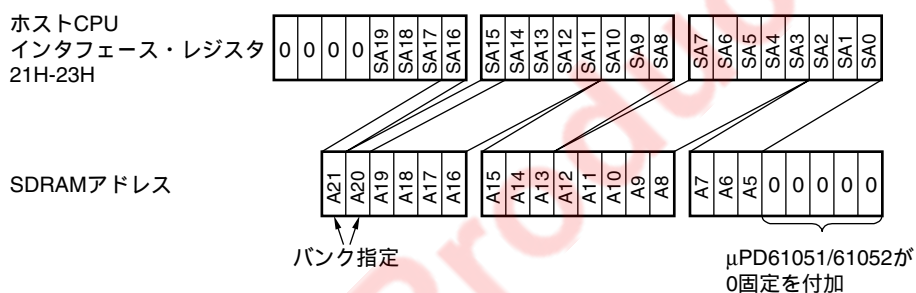 ホストCPU
インタフェース・レジスタ
21H-23H
0 0 0 0 SA19 SA18 SA17 SA16 SA15 SA14 SA13 SA12 SA11 SA10 SA9 SA8 SA7 SA6 SA5 SA4 SA3 SA2 SA1 SA0
SDRAMアドレス
A21 A20 A19 A18 A17 A16 A15 A14 A13 A12 A11 A10 A9 A8 A7 A6 A5 0 0 0 0 0
バンク指定
μPD61051/61052が
0固定を付加
Produc